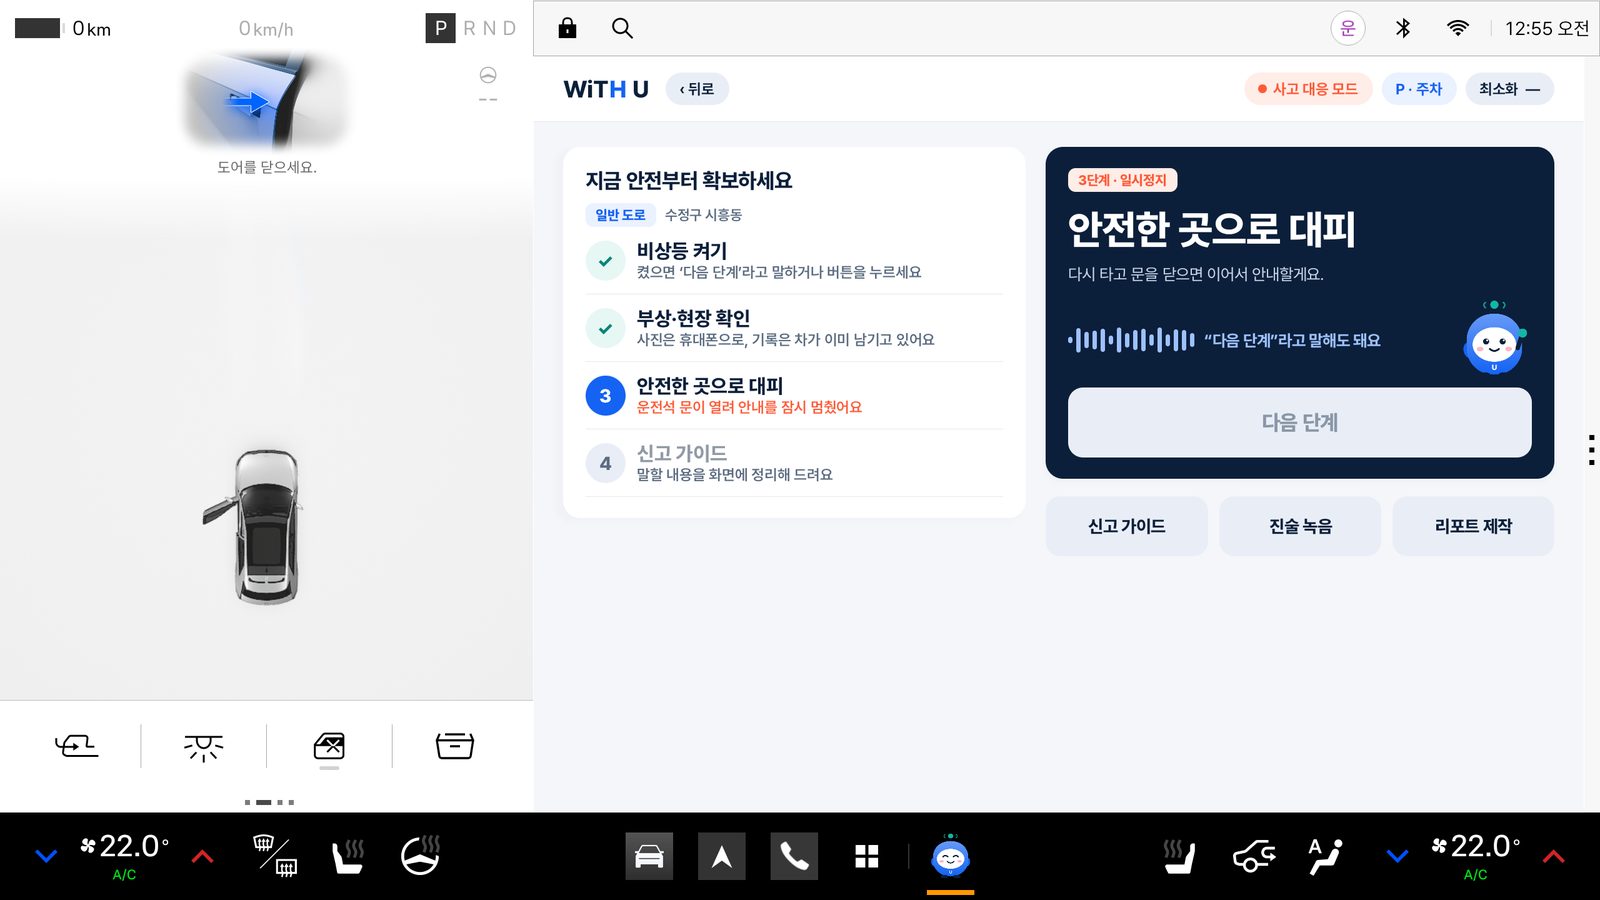 0 km
0 km/h
P R N D
도어를 닫으세요.
운
12:55 오전
WiTH U
‹ 뒤로
사고 대응 모드
P · 주차
최소화 —
지금 안전부터 확보하세요
일반 도로 수정구 시흥동
비상등 켜기
켰으면 ‘다음 단계’라고 말하거나 버튼을 누르세요
부상·현장 확인
사진은 휴대폰으로, 기록은 차가 이미 남기고 있어요
3
안전한 곳으로 대피
운전석 문이 열려 안내를 잠시 멈췄어요
4
신고 가이드
말할 내용을 화면에 정리해 드려요
3단계 · 일시정지
안전한 곳으로 대피
다시 타고 문을 닫으면 이어서 안내할게요.
“다음 단계”라고 말해도 돼요
U
다음 단계
신고 가이드
진술 녹음
리포트 제작
22.0°
A/C
A
22.0°
A/C